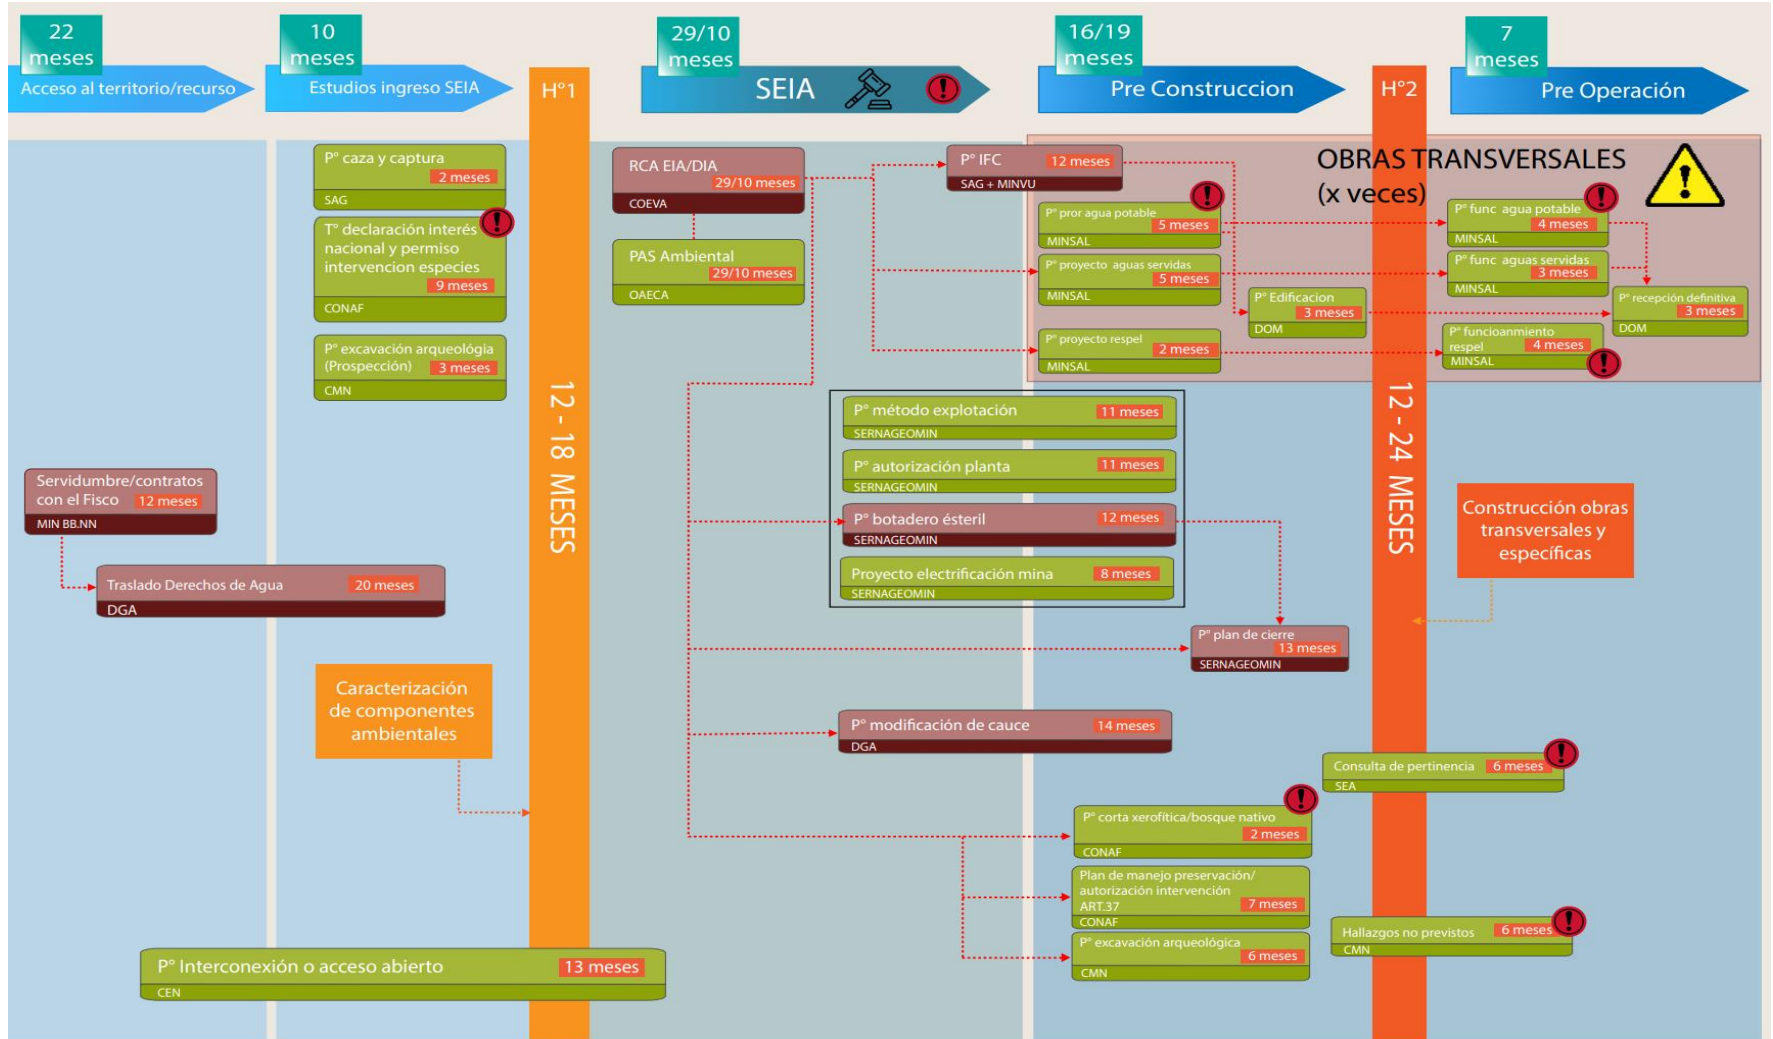 22
meses
Acceso al territorio/recurso
10
meses
Estudios ingreso SEIA
H°1
29/10
meses
SEIA
16/19
meses
Pre Construccion
H°2
7
meses
Pre Operación
P° caza y captura
2 meses
SAG
T° declaración interés
nacional y permiso
intervencion especies
9 meses
CONAF
P° excavación arqueológia
(Prospección) 3 meses
CMN
12 - 18 MESES
RCA EIA/DIA
29/10 meses
COEVA
PAS Ambiental
29/10 meses
OAECA
P° IFC 12 meses
SAG + MINVU
OBRAS TRANSVERSALES
(x veces)
P° pror agua potable
5 meses
MINSAL
P° proyecto aguas servidas
5 meses
MINSAL
P° Edificacion
3 meses
DOM
P° proyecto respel
2 meses
MINSAL
P° func agua potable
4 meses
MINSAL
P° func aguas servidas
3 meses
MINSAL
P° recepción definitiva
3 meses
DOM
P° funcioanmiento
respel 4 meses
MINSAL
12 - 24 MESES
P° método explotación 11 meses
SERNAGEOMIN
P° autorización planta 11 meses
SERNAGEOMIN
P° botadero ésteril 12 meses
SERNAGEOMIN
Proyecto electrificación mina 8 meses
SERNAGEOMIN
Servidumbre/contratos
con el Fisco 12 meses
MIN BB.NN
Traslado Derechos de Agua 20 meses
DGA
Construcción obras
transversales y
específicas
P° plan de cierre
13 meses
SERNAGEOMIN
Caracterización
de componentes
ambientales
P° modificación de cauce 14 meses
DGA
Consulta de pertinencia 6 meses
SEA
P° corta xerofítica/bosque nativo
2 meses
CONAF
Plan de manejo preservación/
autorización intervención
ART.37 7 meses
CONAF
P° excavación arqueológica
6 meses
CMN
Hallazgos no previstos 6 meses
CMN
P° Interconexión o acceso abierto 13 meses
CEN